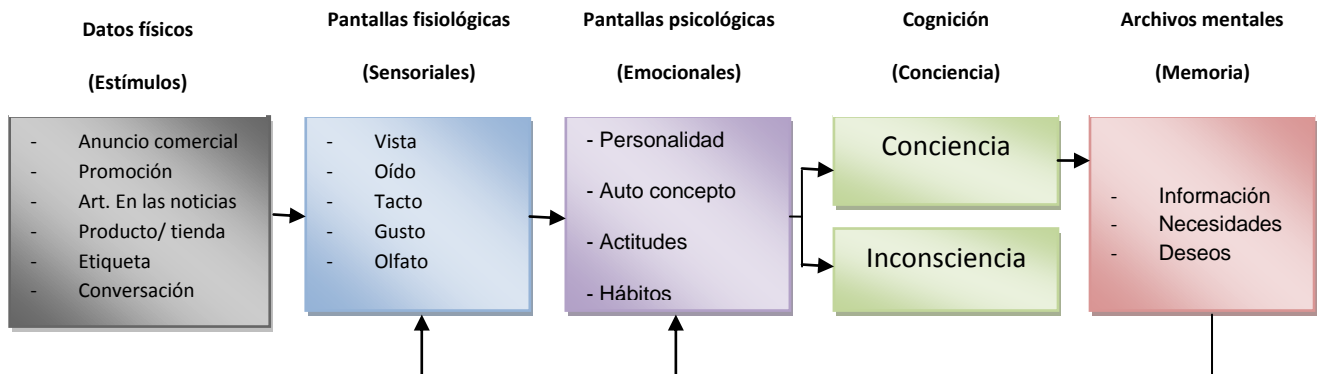 Datos físicos
(Estímulos)
- Anuncio comercial
- Promoción
- Art. En las noticias
- Producto/ tienda
- Etiqueta
- Conversación
Pantallas fisiológicas
(Sensoriales)
- Vista
- Oído
- Tacto
- Gusto
- Olfato
Pantallas psicológicas
(Emocionales)
- Personalidad
- Auto concepto
- Actitudes
- Hábitos
Cognición
(Conciencia)
Conciencia
Inconsciencia
Archivos mentales
(Memoria)
- Información
- Necesidades
- Deseos